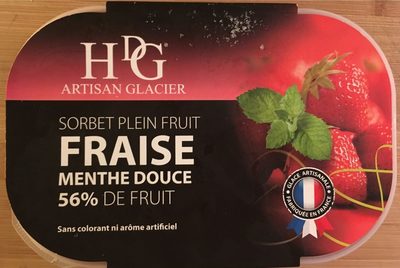 HDG®
ARTISAN GLACIER
SORBET PLEIN FRUIT
FRAISE
MENTHE DOUCE
56% DE FRUIT
Sans colorant ni arôme artificiel
GLACE ARTISANALE
FABRIQUÉE EN FRANCE